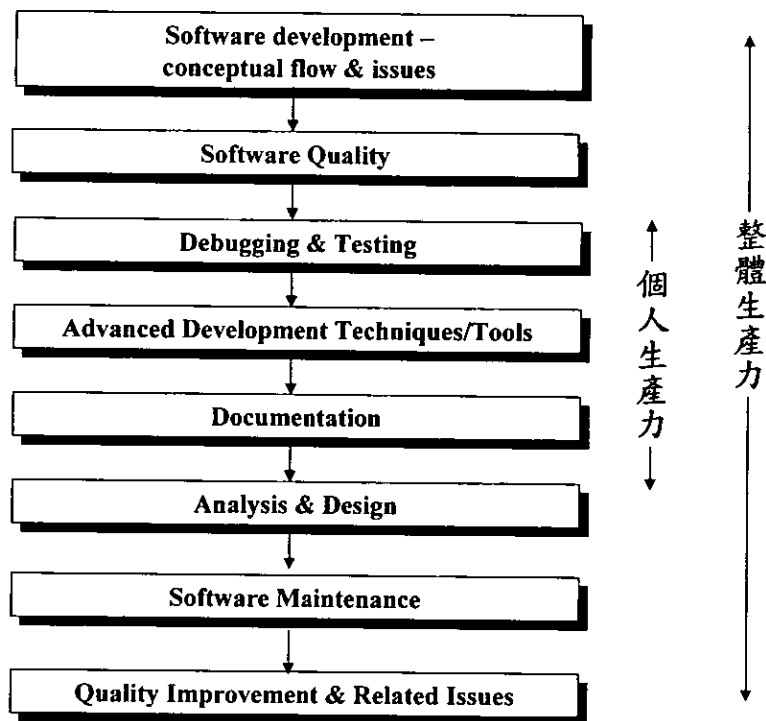 Software development –
conceptual flow & issues
Software Quality
Debugging & Testing
Advanced Development Techniques/Tools
Documentation
Analysis & Design
Software Maintenance
Quality Improvement & Related Issues
個人生產力
整體生產力